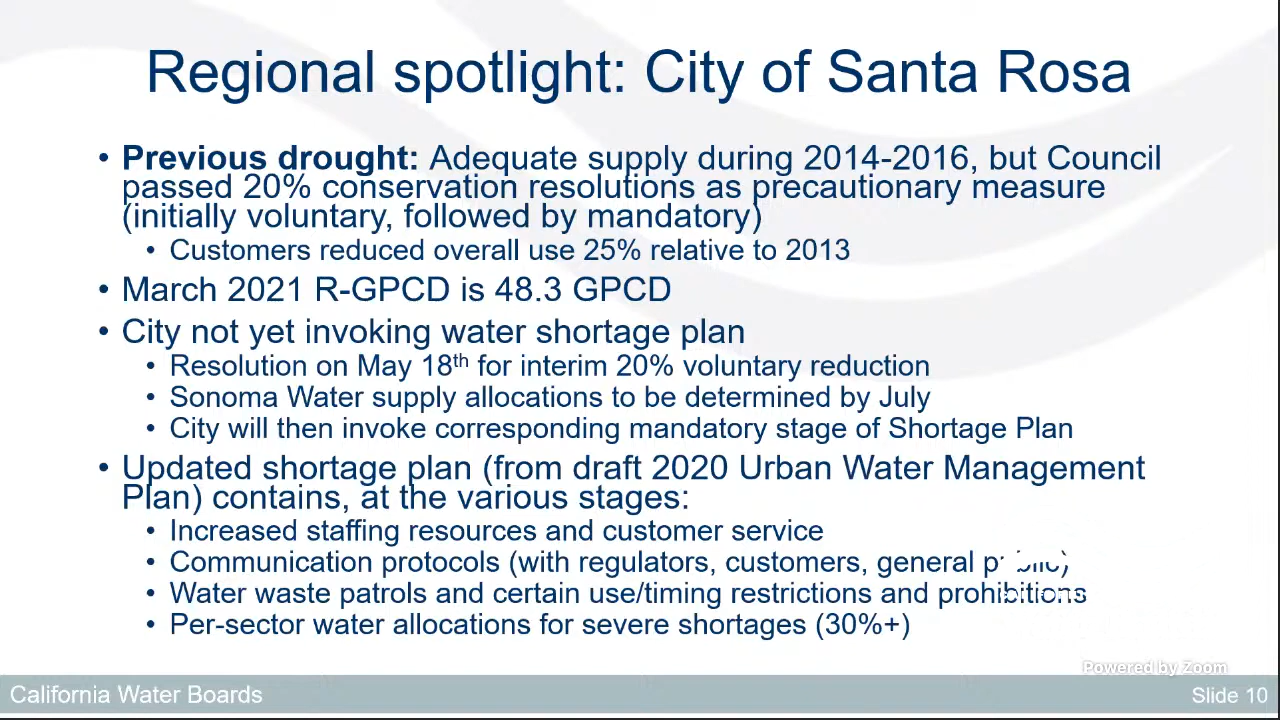 Regional spotlight: City of Santa Rosa
• Previous drought: Adequate supply during 2014-2016, but Council
passed 20% conservation resolutions as precautionary measure
(initially voluntary, followed by mandatory)
• Customers reduced overall use 25% relative to 2013
• March 2021 R-GPCD is 48.3 GPCD
• City not yet invoking water shortage plan
• Resolution on May 18th for interim 20% voluntary reduction
• Sonoma Water supply allocations to be determined by July
• City will then invoke corresponding mandatory stage of Shortage Plan
• Updated shortage plan (from draft 2020 Urban Water Management
Plan) contains, at the various stages:
• Increased staffing resources and customer service
• Communication protocols (with regulators, customers, general public)
• Water waste patrols and certain use/timing restrictions and prohibitions
• Per-sector water allocations for severe shortages (30%+)
Powered by Zoom
California Water Boards
Slide 10